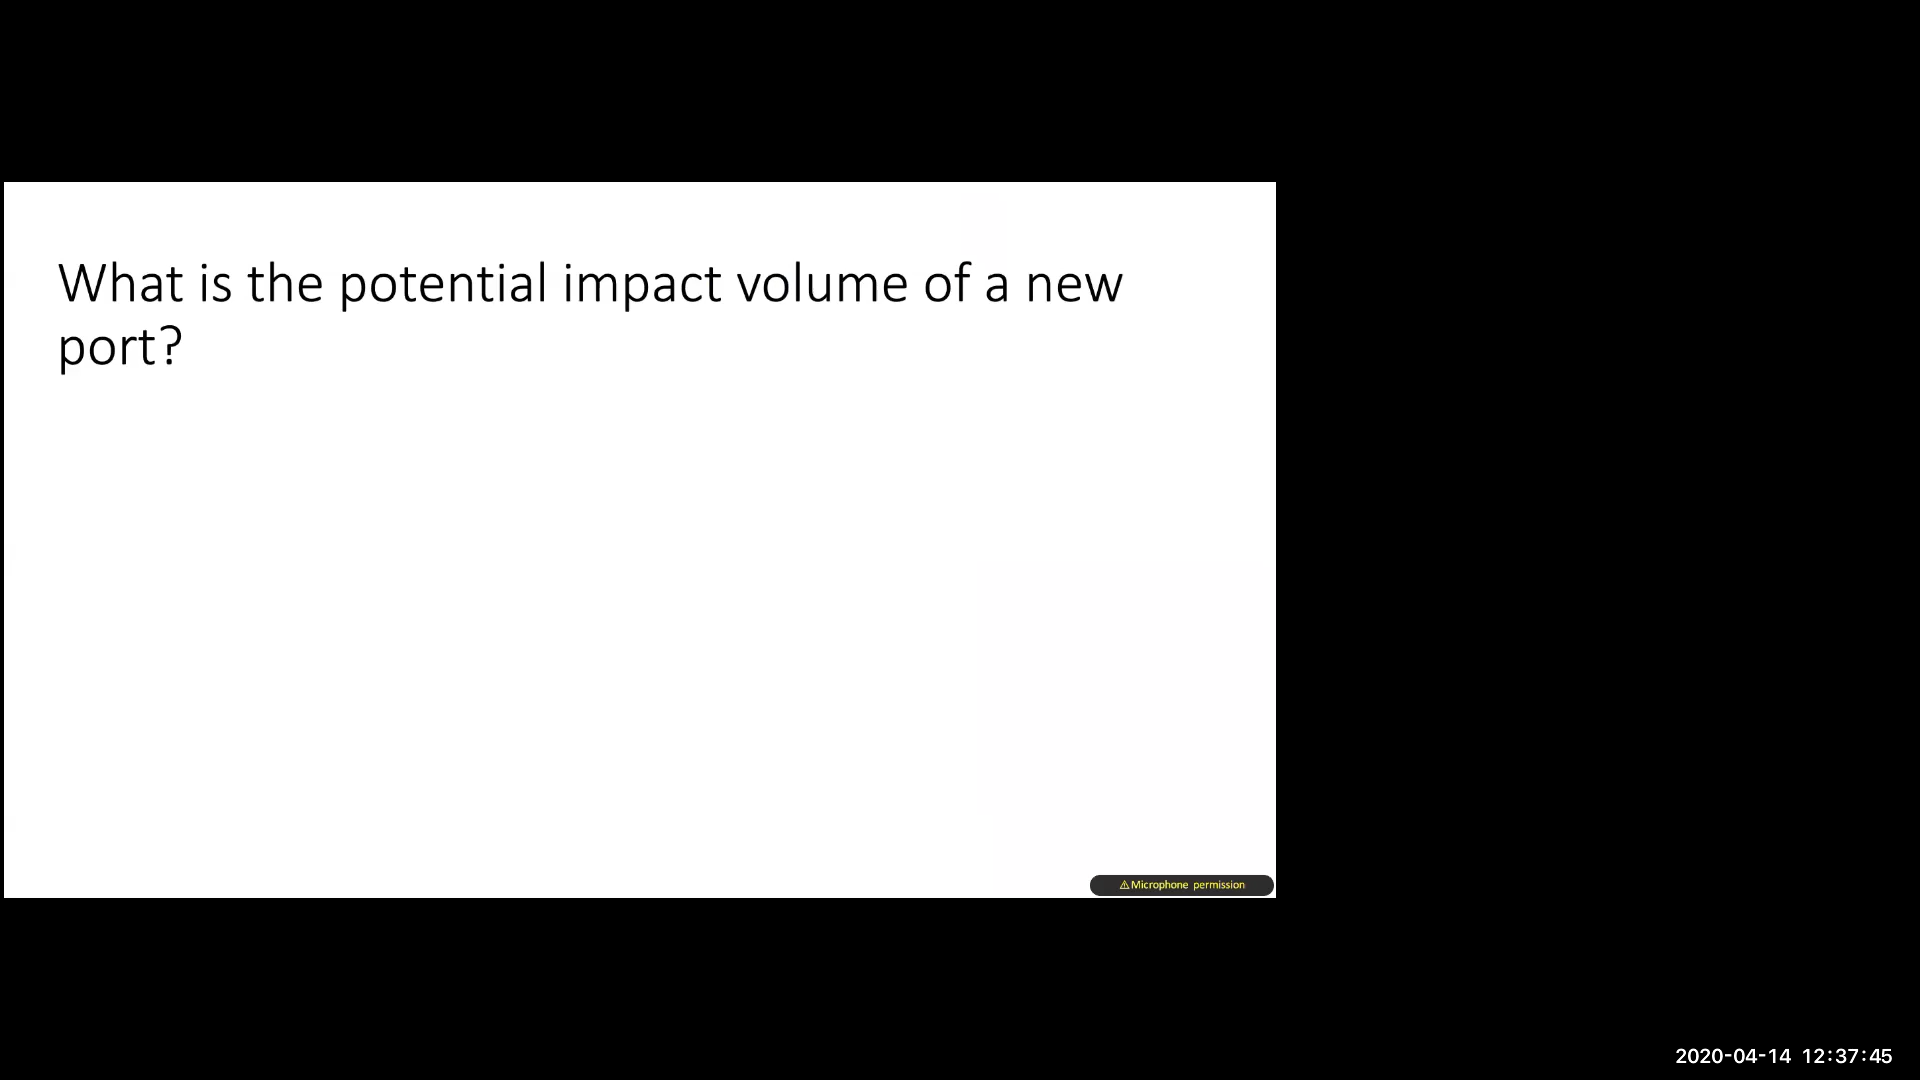 What is the potential impact volume of a new
port?
⚠Microphone permission
2020-04-14 12:37:45